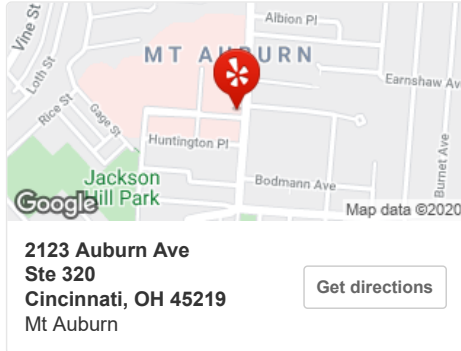 Albion Pl
Vine St
MT AUBURN
Loth St
Earnshaw Av
Rice St
Gage St
Huntington Pl
Burnet Ave
Jackson
Hill Park
Bodmann Ave
Google
Map data ©2020
2123 Auburn Ave
Ste 320
Cincinnati, OH 45219
Mt Auburn
Get directions